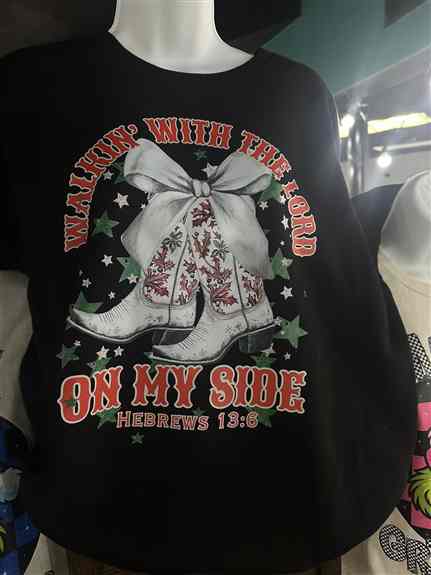 WALKIN' WITH THE LORD
ON MY SIDE
HEBREWS 13:6